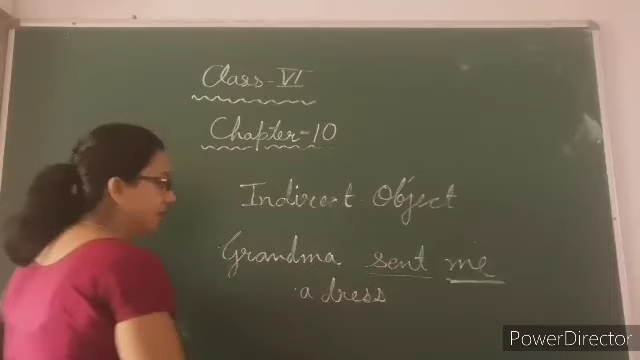 Class-VI
Chapter-10
Indirect Object
Grandma sent me
a dress
PowerDirector